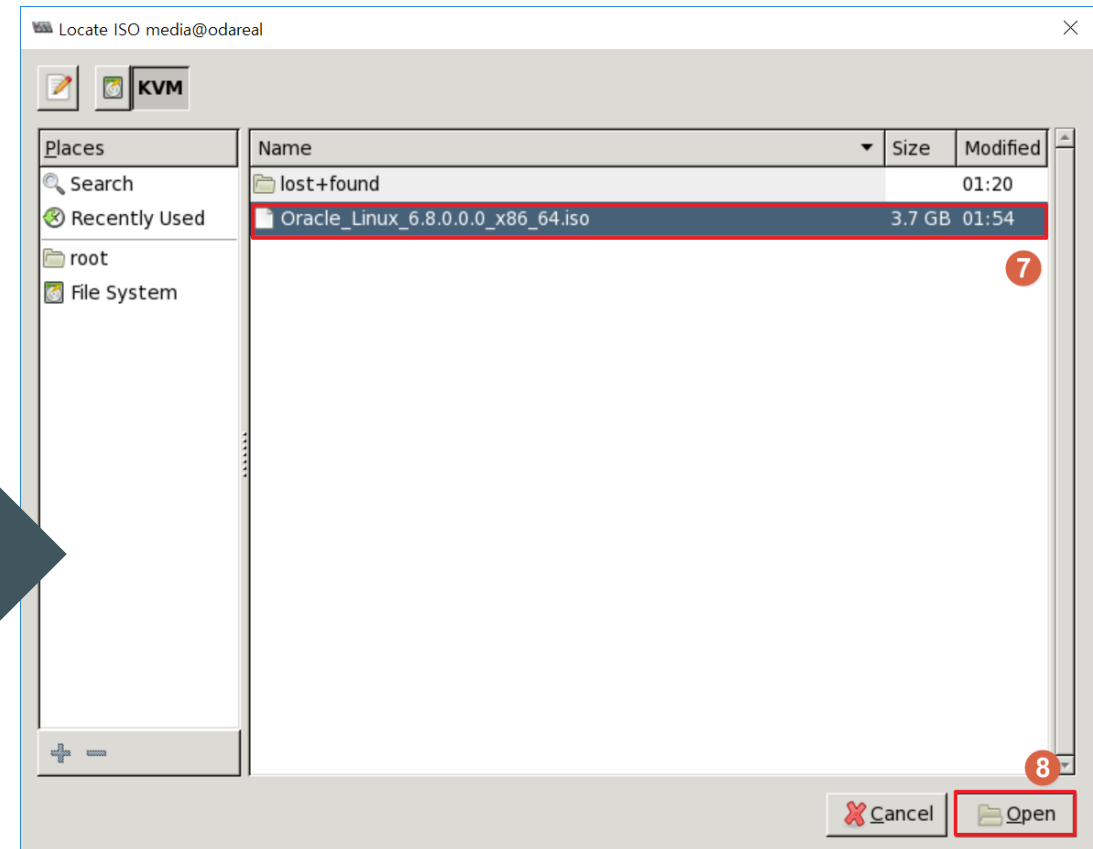 Locate ISO media@odareal
KVM
Places
Name Size Modified
Search
lost+found 01:20
Recently Used
Oracle_Linux_6.8.0.0.0_x86_64.iso 3.7 GB 01:54
root
7
File System
8
Cancel Open